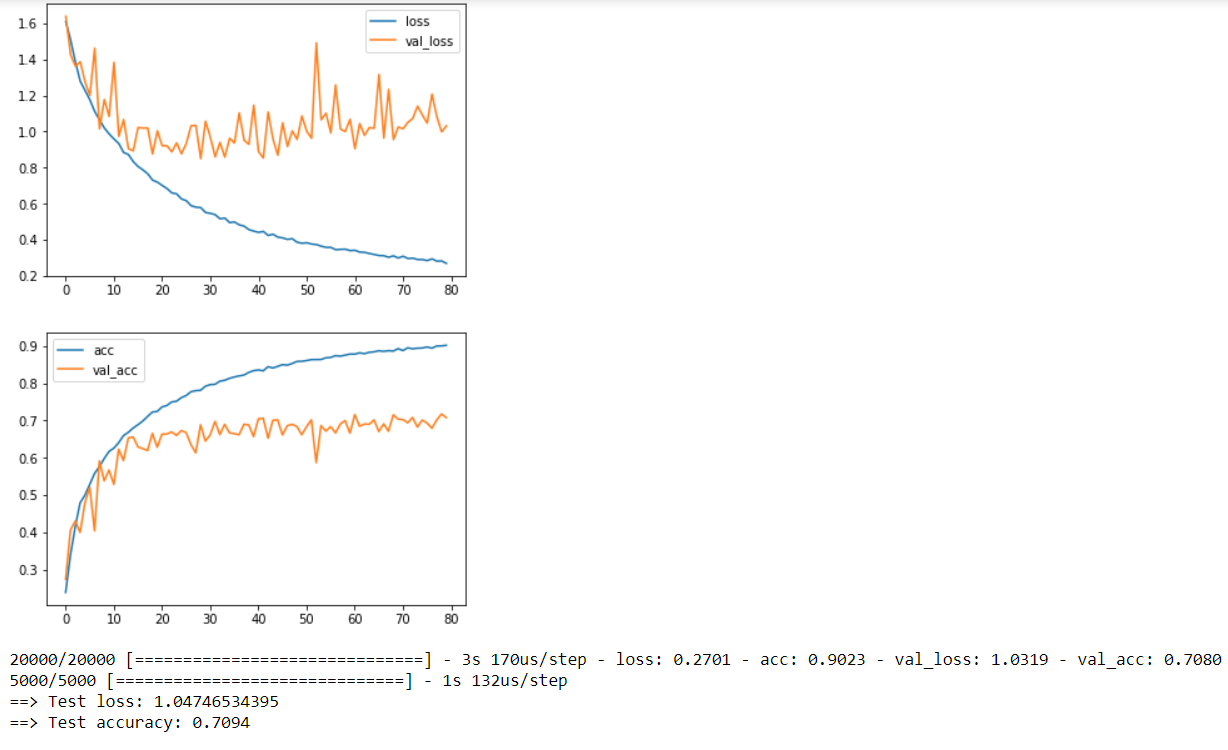 1.6
1.4
1.2
1.0
0.8
0.6
0.4
0.2
loss
val_loss
0 10 20 30 40 50 60 70 80
0.9
0.8
0.7
0.6
0.5
0.4
0.3
acc
val_acc
0 10 20 30 40 50 60 70 80
20000/20000 [==============================] - 3s 170us/step - loss: 0.2701 - acc: 0.9023 - val_loss: 1.0319 - val_acc: 0.7080
5000/5000 [==============================] - 1s 132us/step
==> Test loss: 1.04746534395
==> Test accuracy: 0.7094